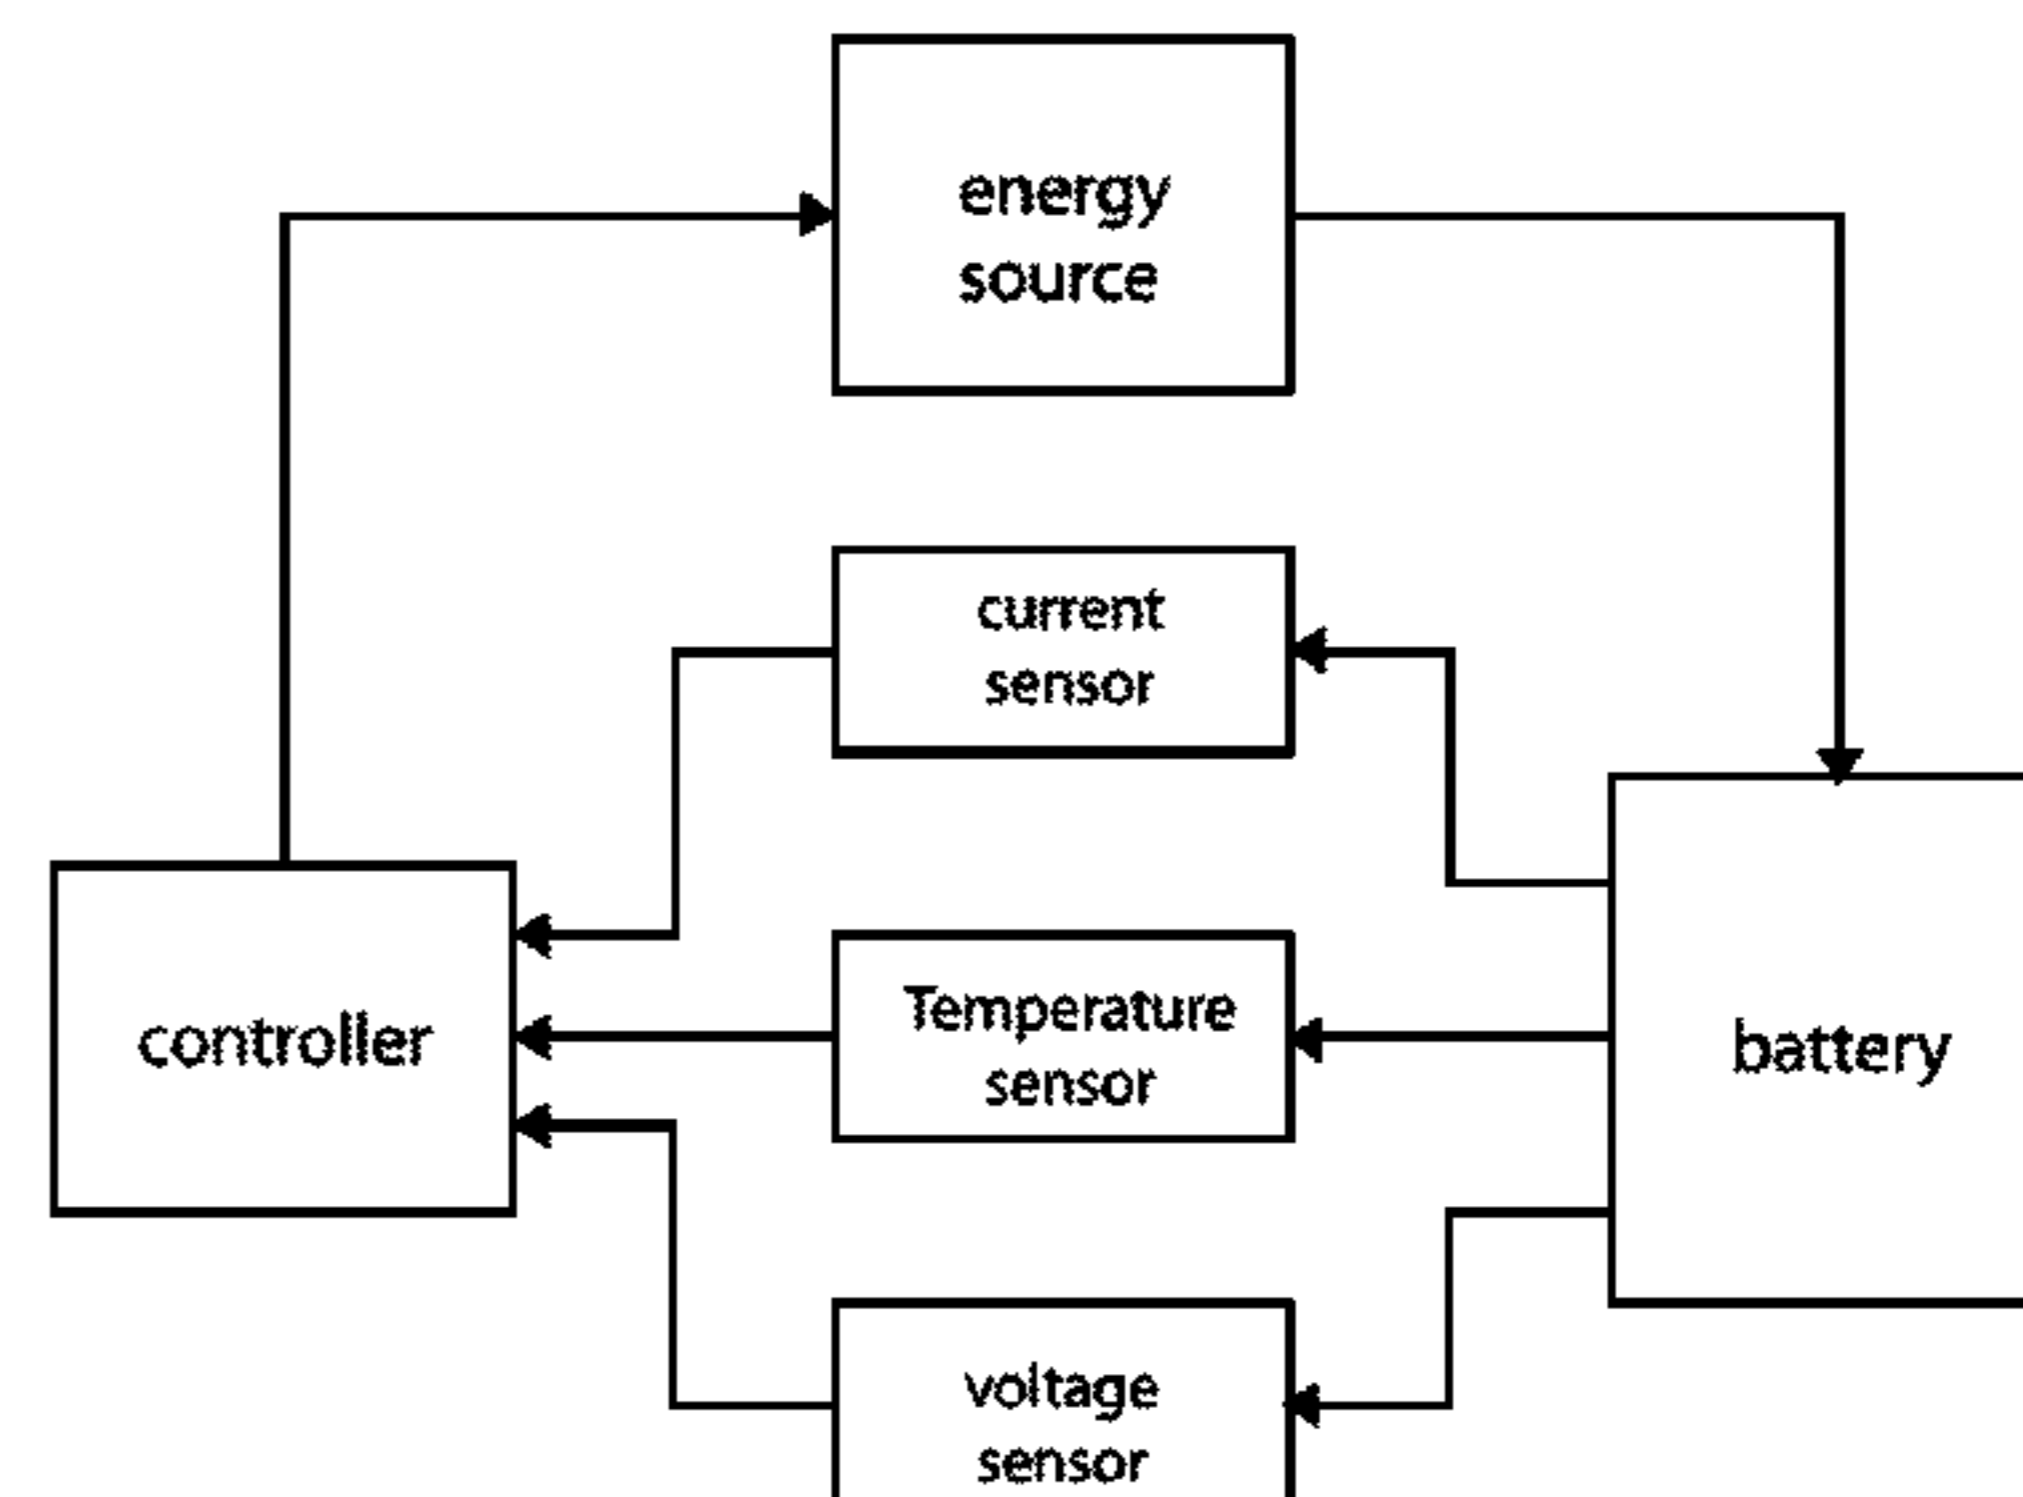 energy
source
current
sensor
controller
Temperature
sensor
battery
voltage
sensor